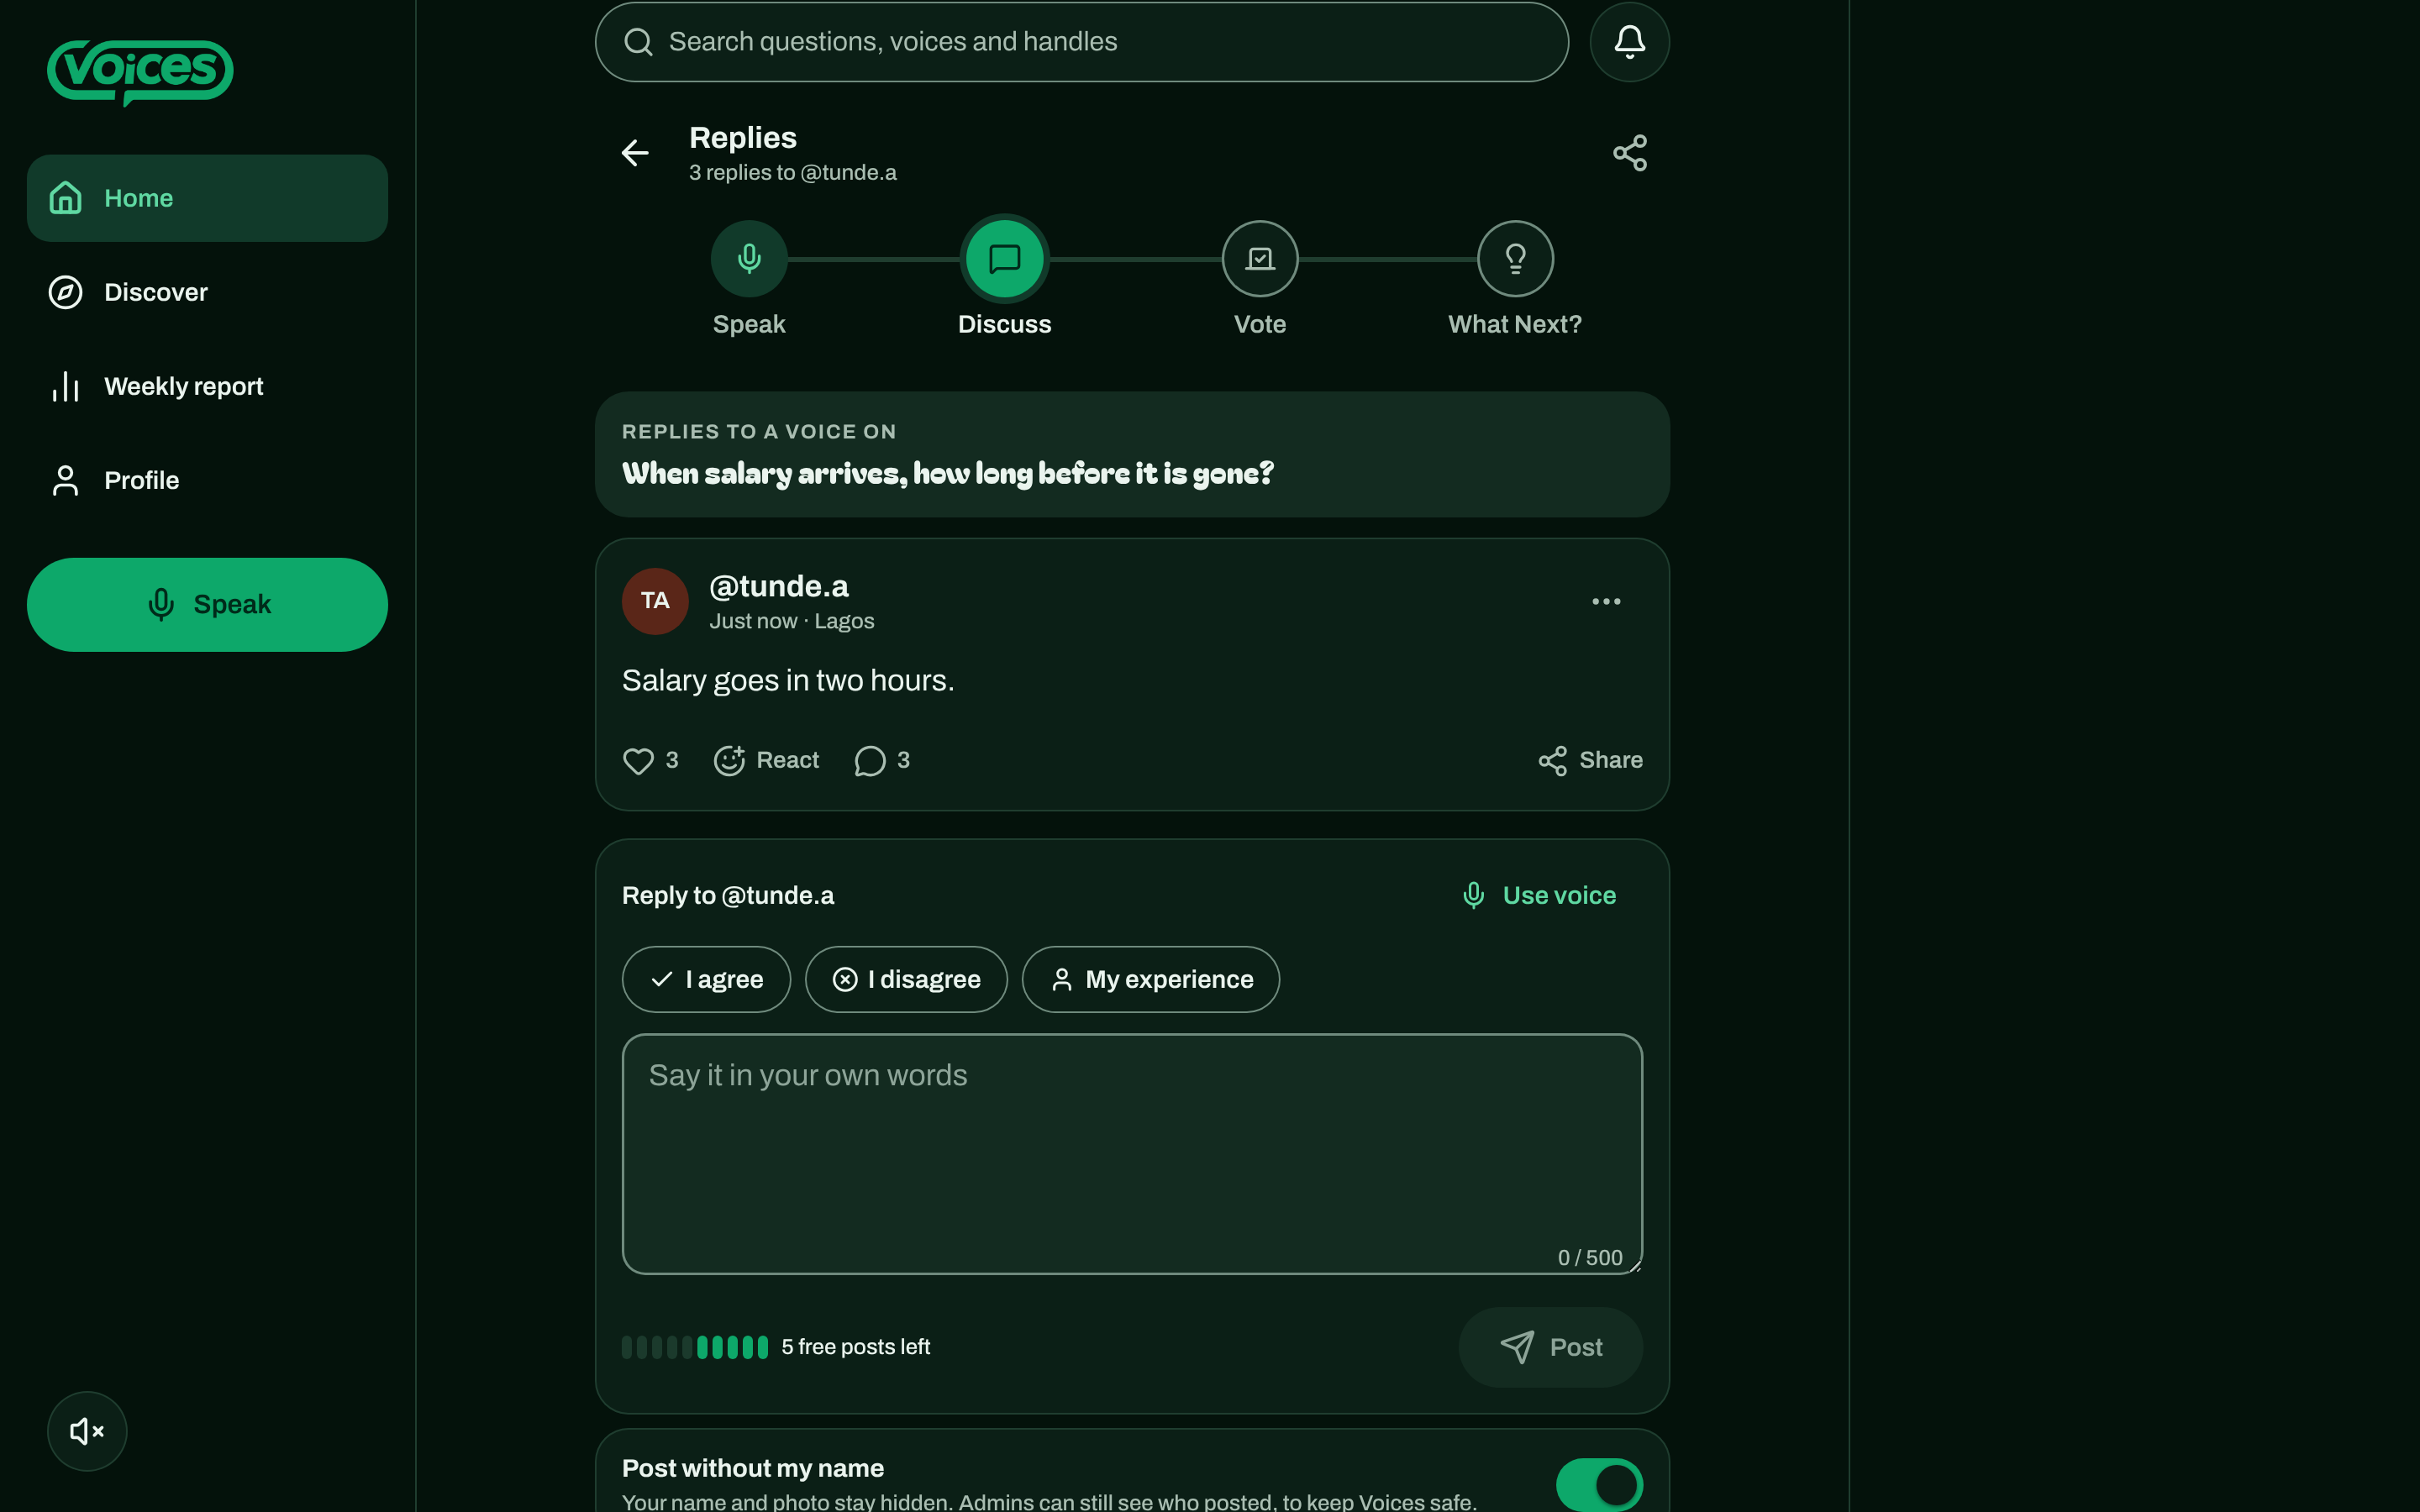 Voices
Search questions, voices and handles
Home
Discover
Weekly report
Profile
Speak
Replies
3 replies to @tunde.a
Speak
Discuss
Vote
What Next?
REPLIES TO A VOICE ON
When salary arrives, how long before it is gone?
TA
@tunde.a
Just now · Lagos
Salary goes in two hours.
3
React
3
Share
Reply to @tunde.a
Use voice
I agree
I disagree
My experience
Say it in your own words
0 / 500
5 free posts left
Post
Post without my name
Your name and photo stay hidden. Admins can still see who posted, to keep Voices safe.